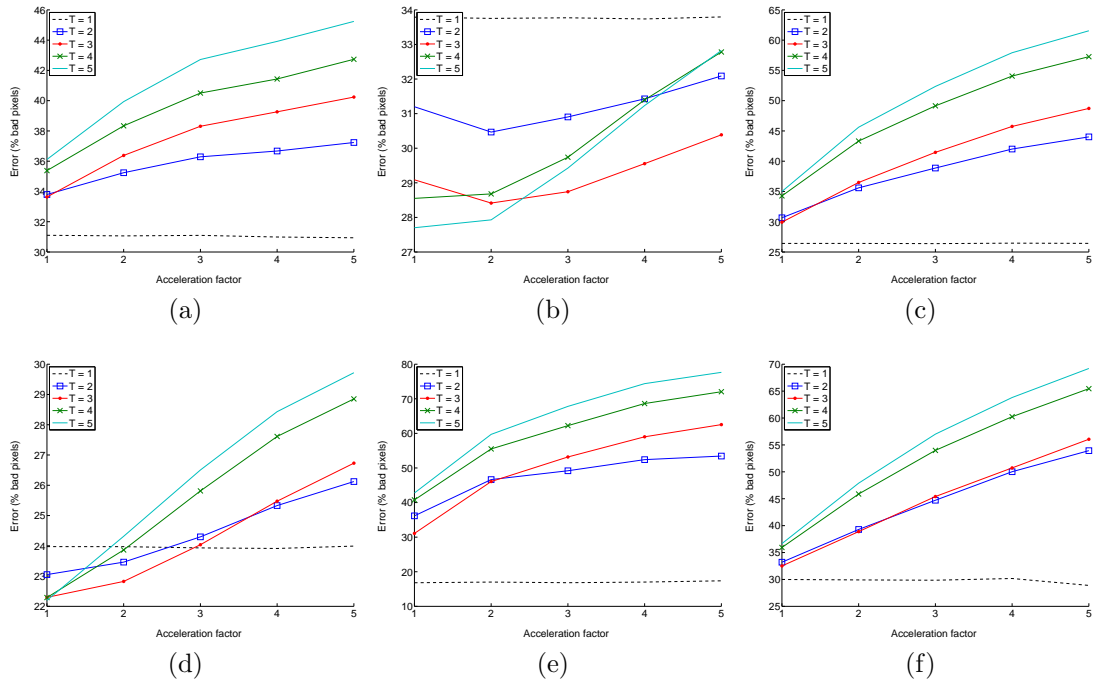 46
44
42
40
38
36
34
32
30
Error (% bad pixels)
T = 1
T = 2
T = 3
T = 4
T = 5
1 2 3 4 5
Acceleration factor
(a)
34
33
32
31
30
29
28
27
Error (% bad pixels)
T = 1
T = 2
T = 3
T = 4
T = 5
1 2 3 4 5
Acceleration factor
(b)
65
60
55
50
45
40
35
30
25
Error (% bad pixels)
T = 1
T = 2
T = 3
T = 4
T = 5
1 2 3 4 5
Acceleration factor
(c)
30
29
28
27
26
25
24
23
22
Error (% bad pixels)
T = 1
T = 2
T = 3
T = 4
T = 5
1 2 3 4 5
Acceleration factor
(d)
80
70
60
50
40
30
20
10
Error (% bad pixels)
T = 1
T = 2
T = 3
T = 4
T = 5
1 2 3 4 5
Acceleration factor
(e)
70
65
60
55
50
45
40
35
30
25
Error (% bad pixels)
T = 1
T = 2
T = 3
T = 4
T = 5
1 2 3 4 5
Acceleration factor
(f)